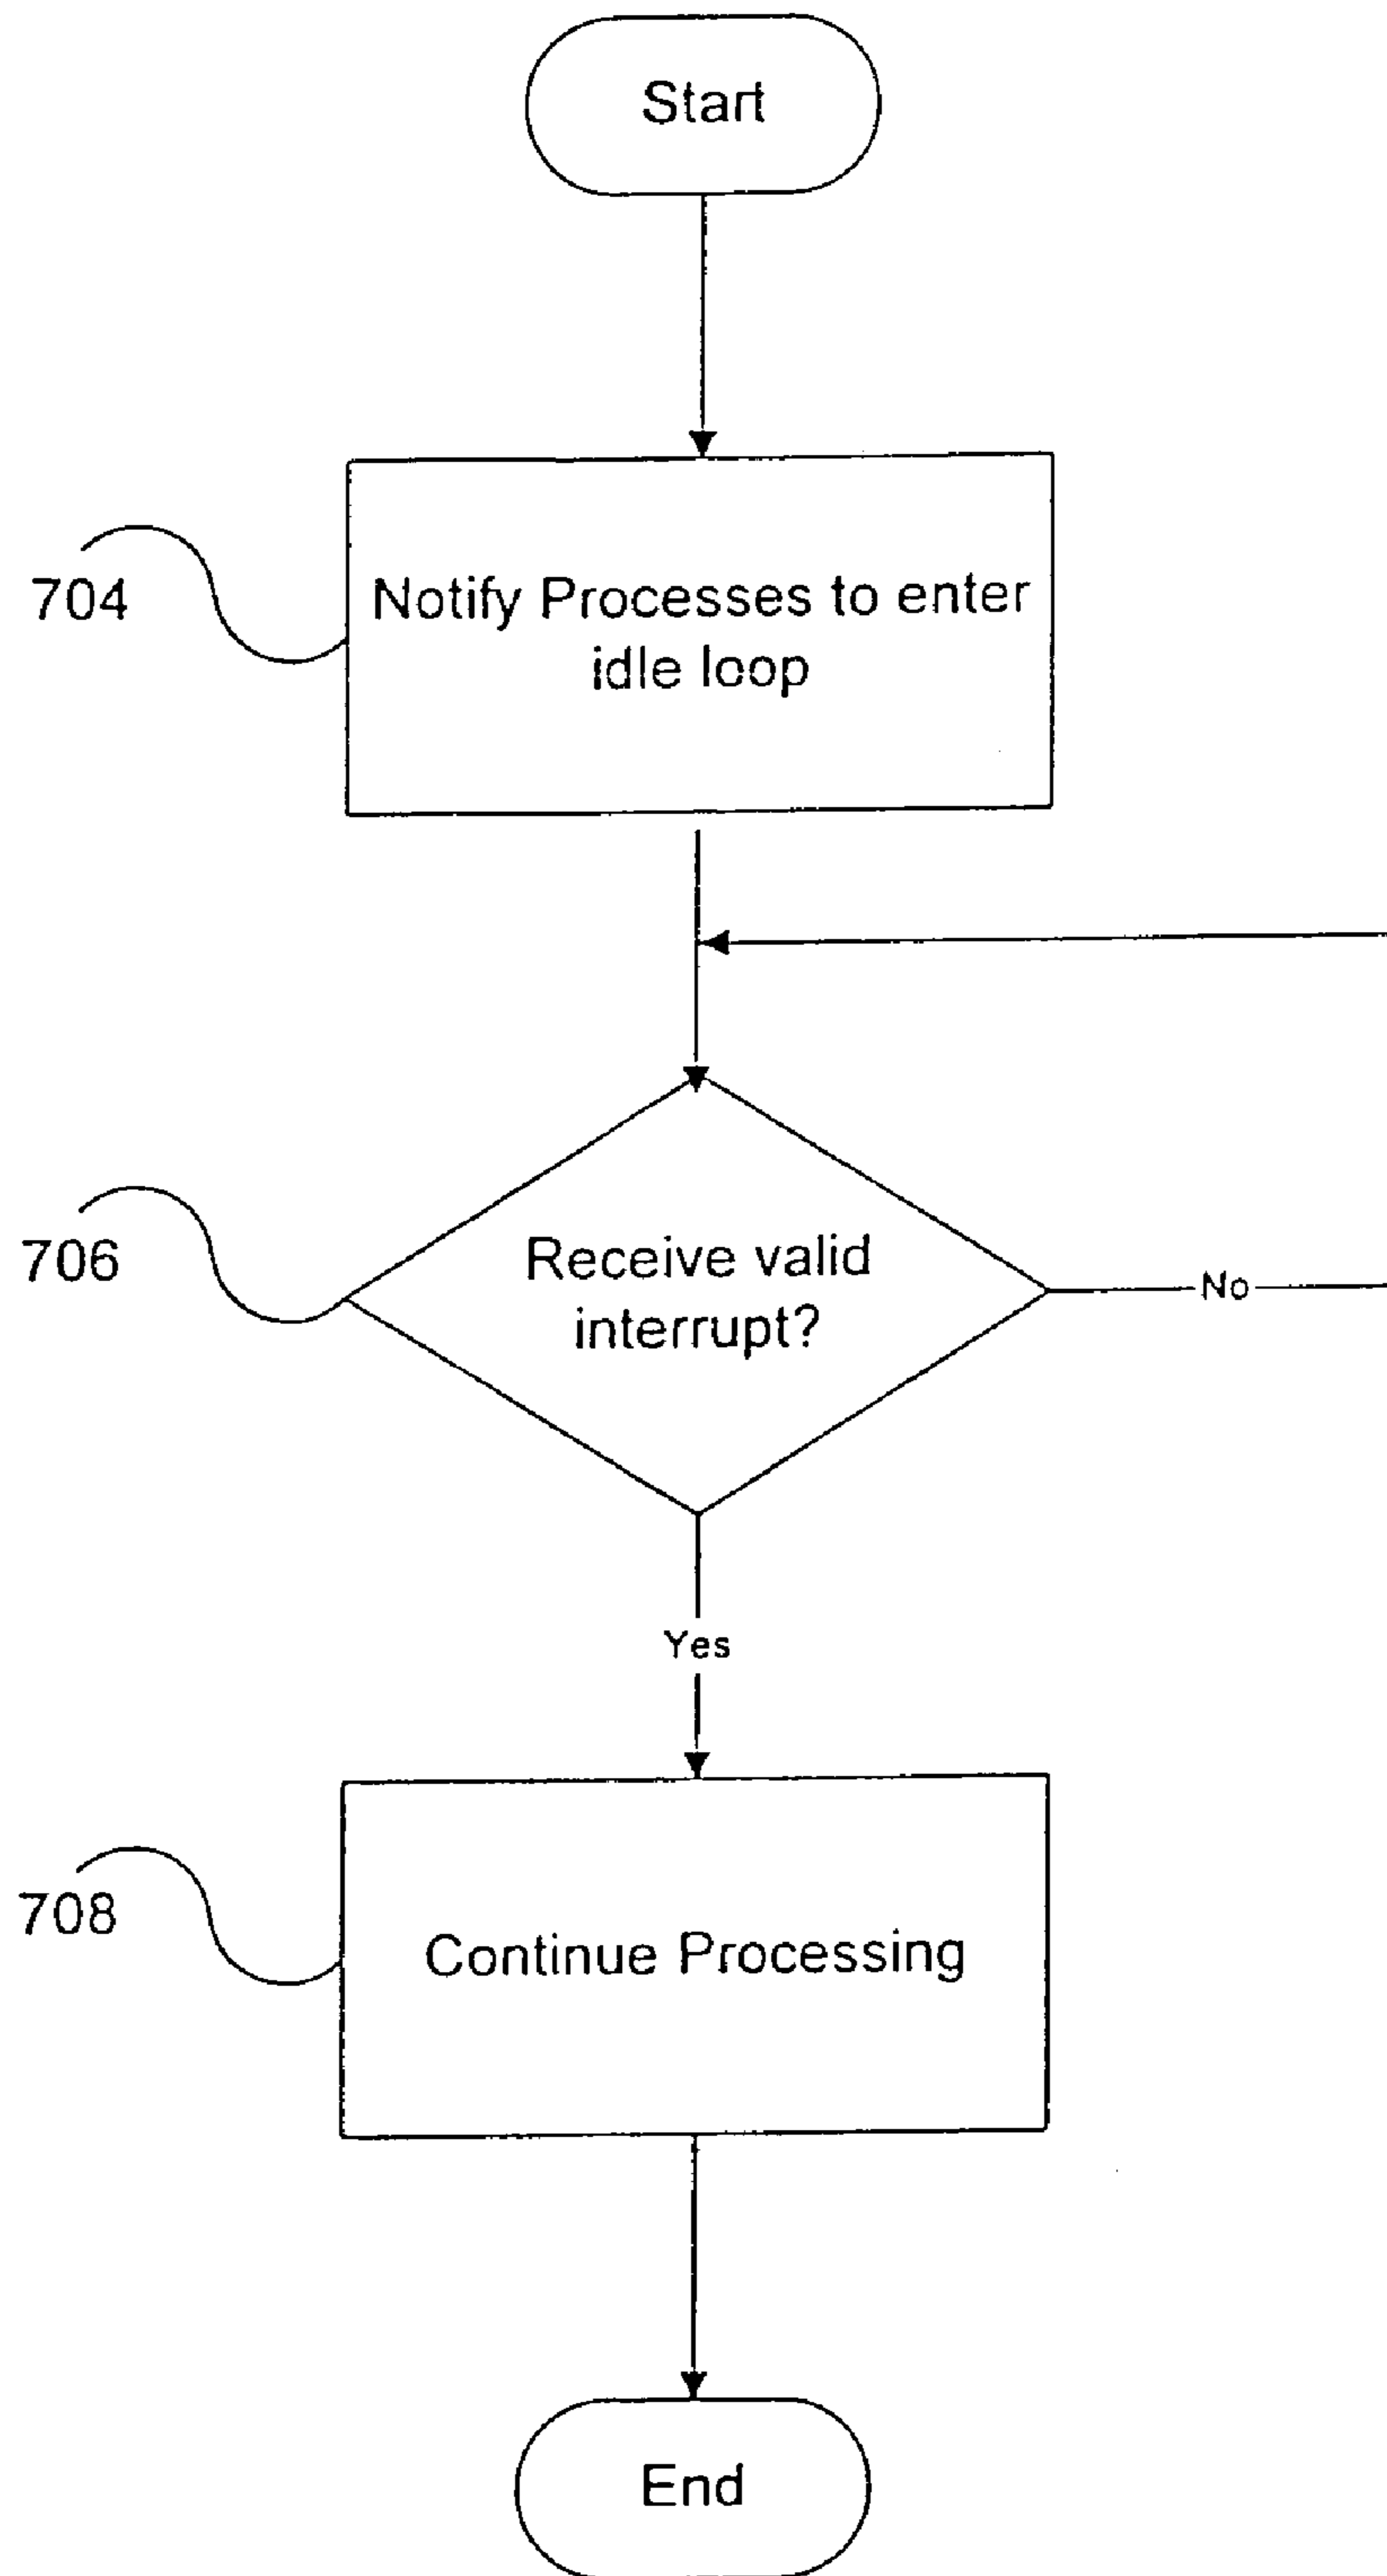 Start
704
Notify Processes to enter
idle loop
706
Receive valid
interrupt?
No
Yes
708
Continue Processing
End